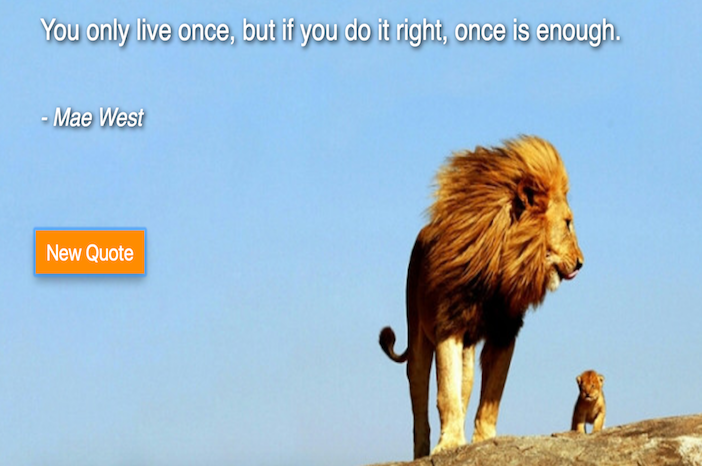 You only live once, but if you do it right, once is enough.
- Mae West
New Quote